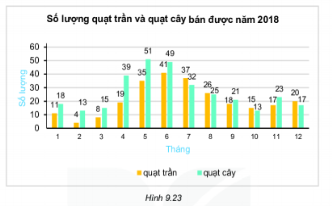 Số lượng quạt trần và quạt cây bán được năm 2018
Số lượng
60
50
40
30
20
10
0
11 18 4 13 8 15 19 39 35 51 41 49 37 32 26 25 18 21 15 13 17 23 20 17
1 2 3 4 5 6 7 8 9 10 11 12
Tháng
quạt trần quạt cây
Hình 9.23